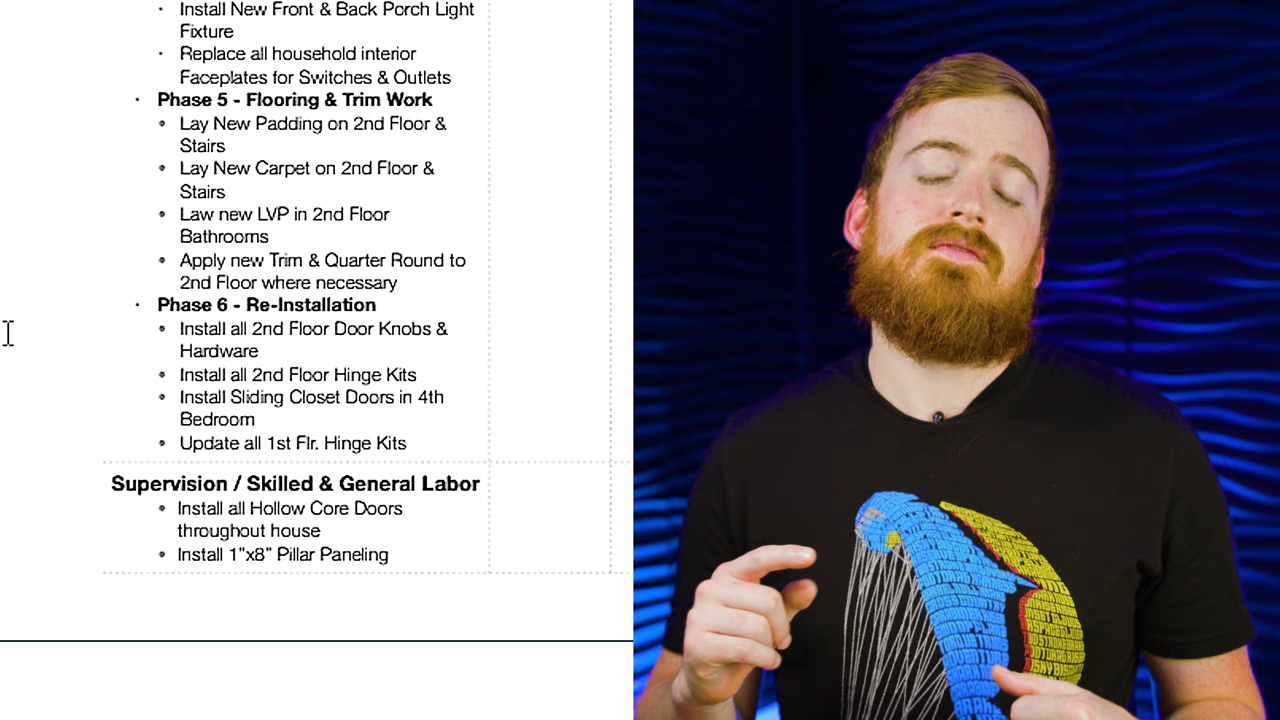 Install New Front & Back Porch Light
Fixture
Replace all household interior
Faceplates for Switches & Outlets
Phase 5 - Flooring & Trim Work
Lay New Padding on 2nd Floor &
Stairs
Lay New Carpet on 2nd Floor &
Stairs
Law new LVP in 2nd Floor
Bathrooms
Apply new Trim & Quarter Round to
2nd Floor where necessary
Phase 6 - Re-Installation
Install all 2nd Floor Door Knobs &
Hardware
Install all 2nd Floor Hinge Kits
Install Sliding Closet Doors in 4th
Bedroom
Update all 1st Flr. Hinge Kits
Supervision / Skilled & General Labor
Install all Hollow Core Doors
throughout house
Install 1"x8" Pillar Paneling